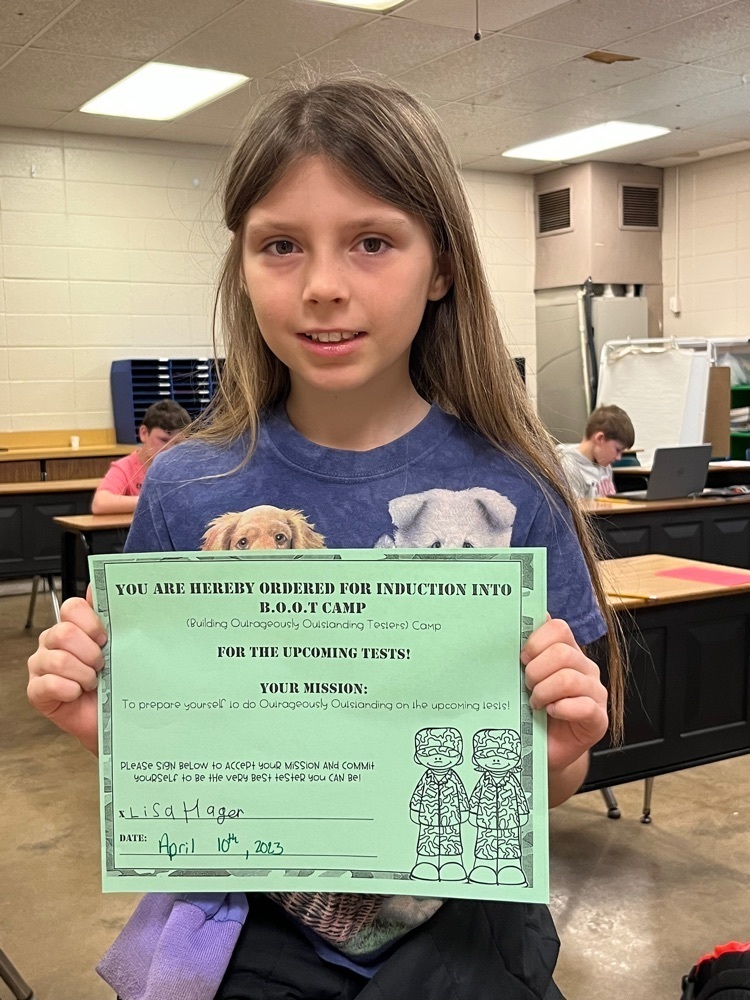 YOU ARE HEREBY ORDERED FOR INDUCTION INTO
B.O.O.T CAMP
(Building Outrageously Outstanding Testers) Camp
FOR THE UPCOMING TESTS!
YOUR MISSION:
To prepare yourself to do Outrageously Outstanding on the upcoming tests!
PLEASE SIGN BELOW TO ACCEPT YOUR MISSION AND COMMIT
YOURSELF TO BE THE VERY BEST TESTER YOU CAN BE!
x Lisa Mager
DATE: April 10th, 2023